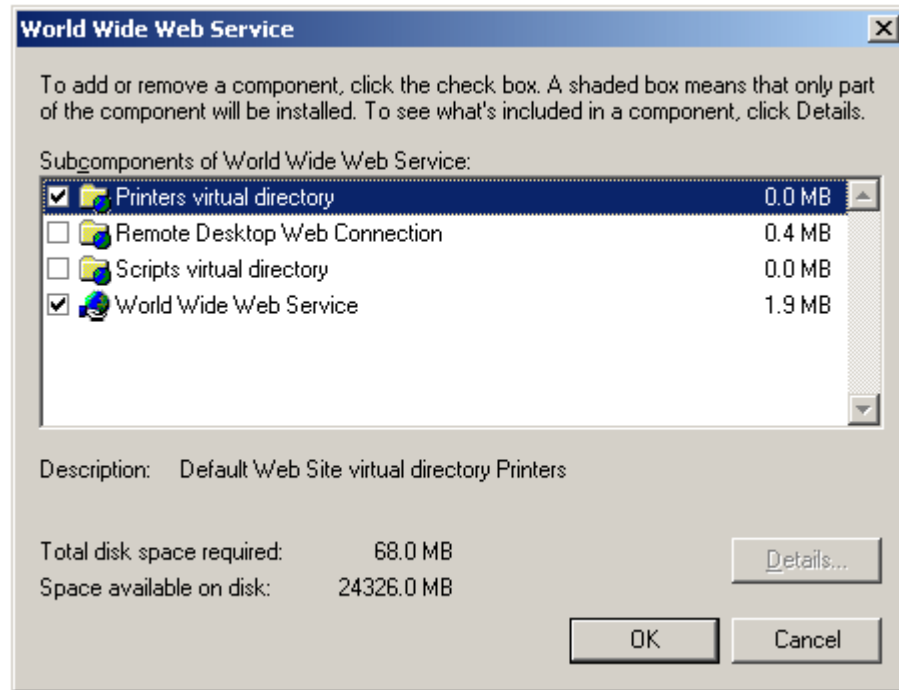 World Wide Web Service
To add or remove a component, click the check box. A shaded box means that only part
of the component will be installed. To see what's included in a component, click Details.
Subcomponents of World Wide Web Service:
Printers virtual directory 0.0 MB
Remote Desktop Web Connection 0.4 MB
Scripts virtual directory 0.0 MB
World Wide Web Service 1.9 MB
Description: Default Web Site virtual directory Printers
Total disk space required: 68.0 MB
Details...
Space available on disk: 24326.0 MB
OK Cancel